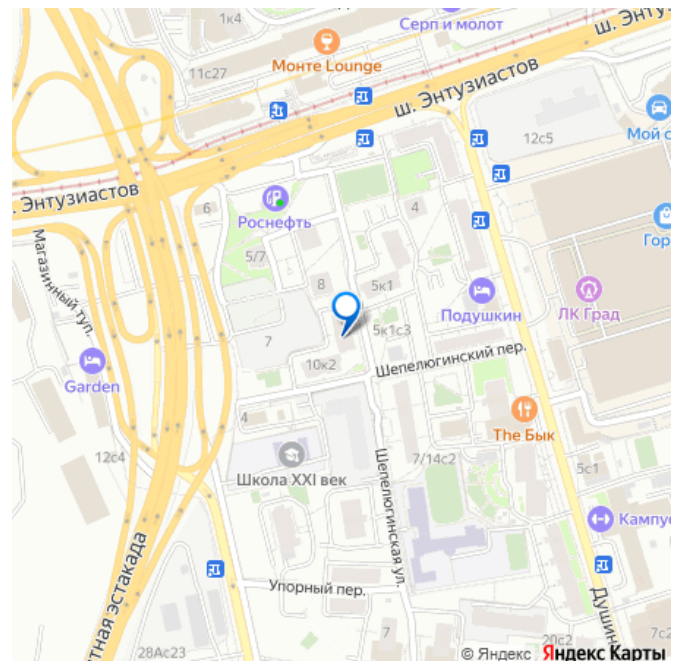 1к4
Серп и молот
Монте Lounge
11с27
ш. Энтузиастов
ш. Энтузиастов
Мой с
12с5
ш. Энтузиастов
6
Роснефть
4
Гор
5/7
8
5к1
ЛК Град
Подушкин
Магазинный туп.
7
5к1с3
Garden
10к2
Шепелюгинский пер.
4
The Бык
12с4
Школа XXI век
7/14с2
5с1
Шепелюгинская ул.
Кампус
тная эстакада
Упорный пер.
Душин
7
20с2
7с2
28Ас23
© Яндекс Яндекс Карты